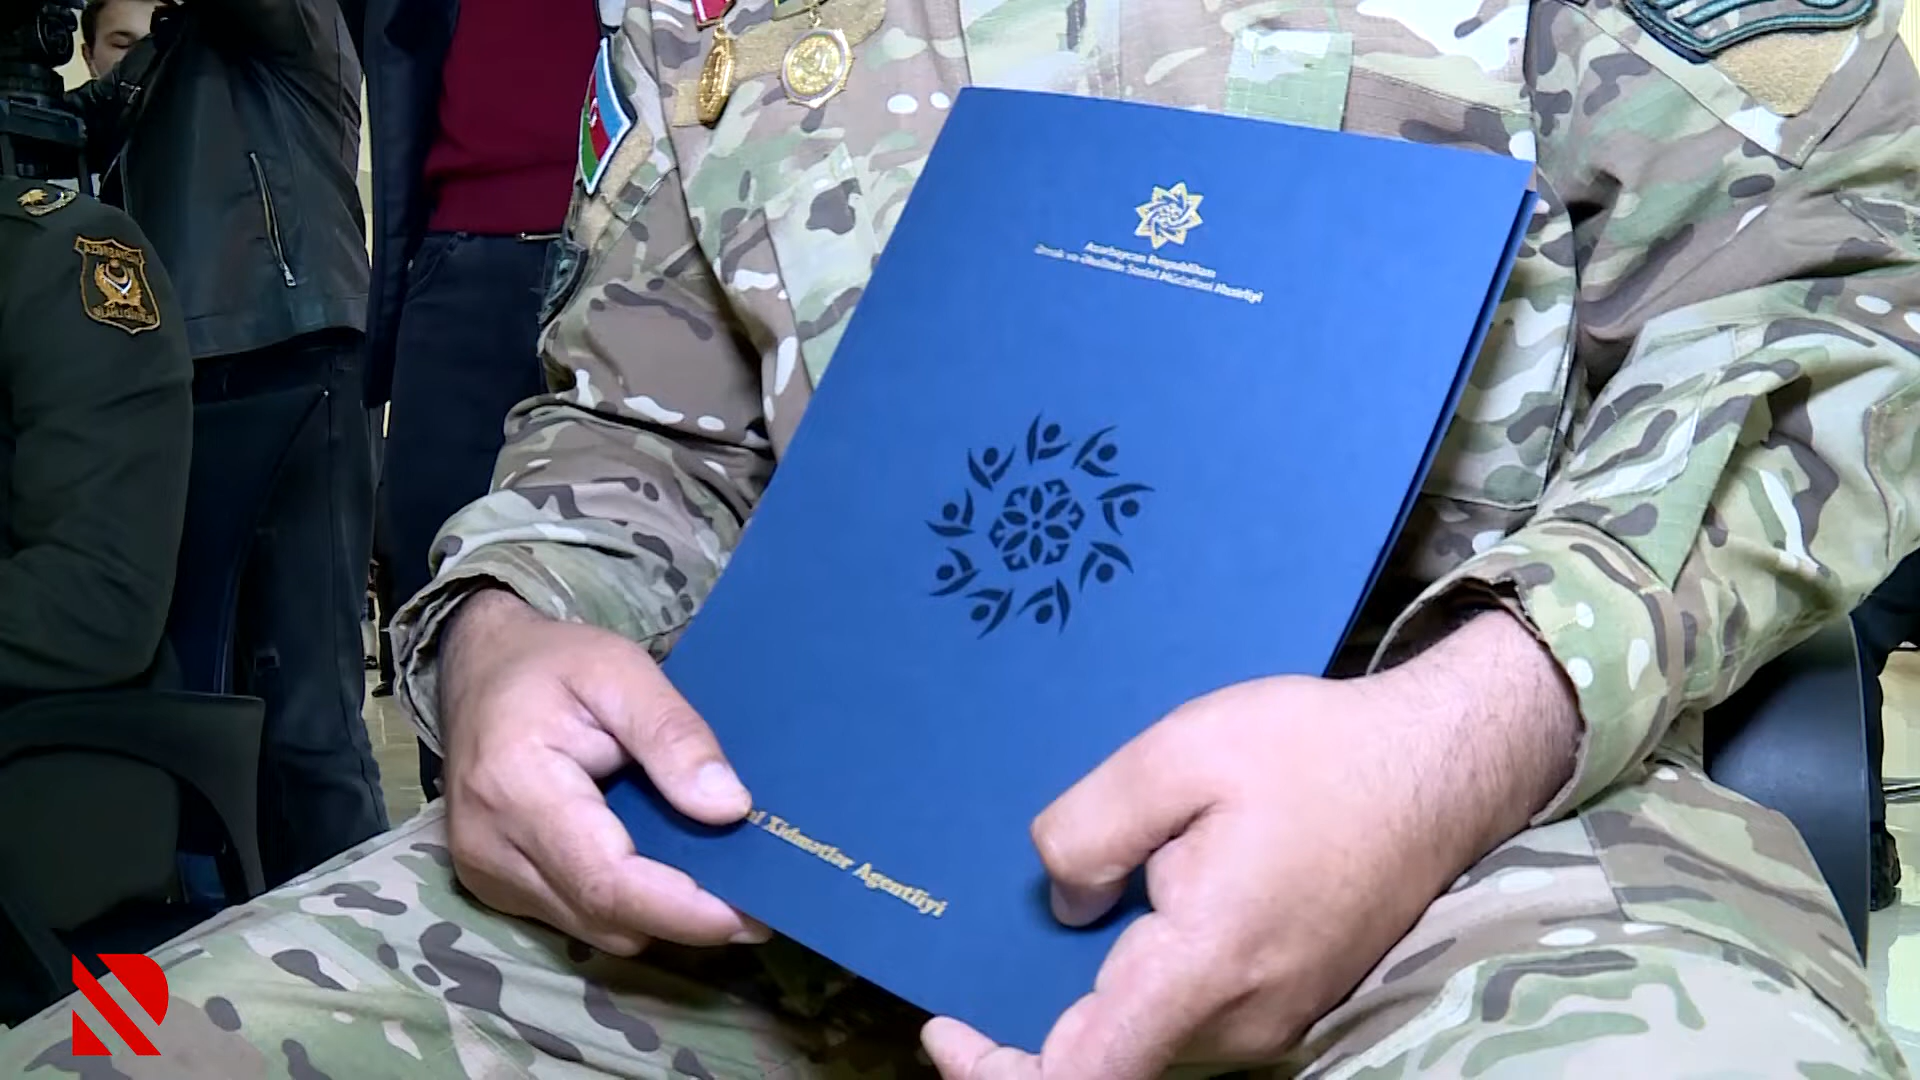 Azərbaycan Respublikası
Əmək və Əhalinin Sosial Müdafiəsi Nazirliyi
Xidmətlər Agentliyi